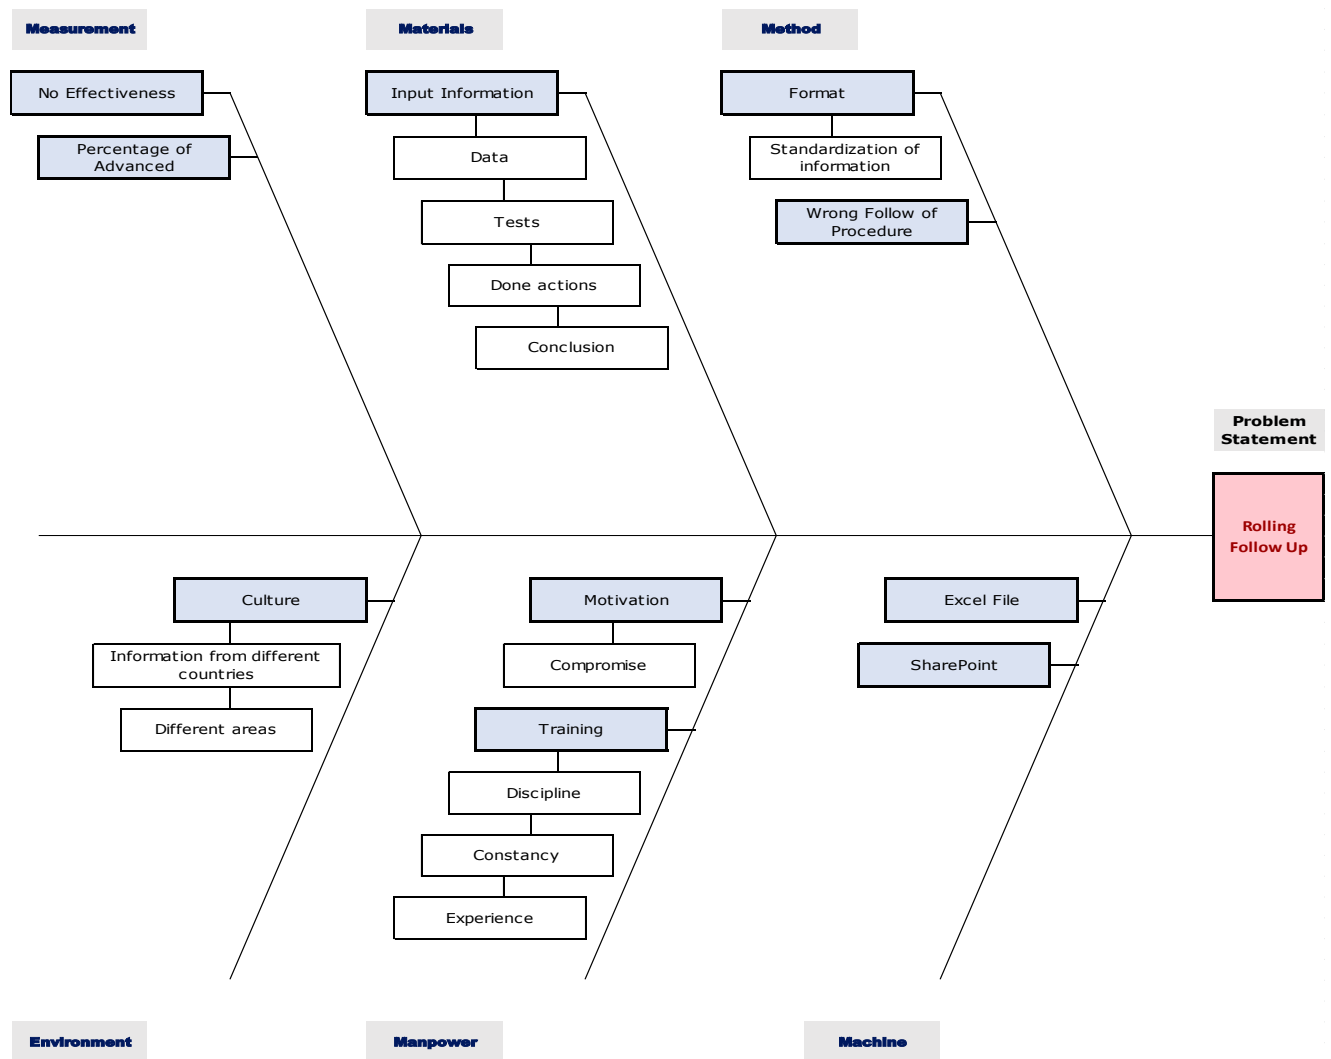 Measurement
Materials
Method
No Effectiveness
Input Information
Format
Percentage of
Advanced
Data
Standardization of
information
Tests
Wrong Follow of
Procedure
Done actions
Conclusion
Problem
Statement
Rolling
Follow Up
Culture
Motivation
Excel File
Information from different
countries
Compromise
SharePoint
Different areas
Training
Discipline
Constancy
Experience
Environment
Manpower
Machine